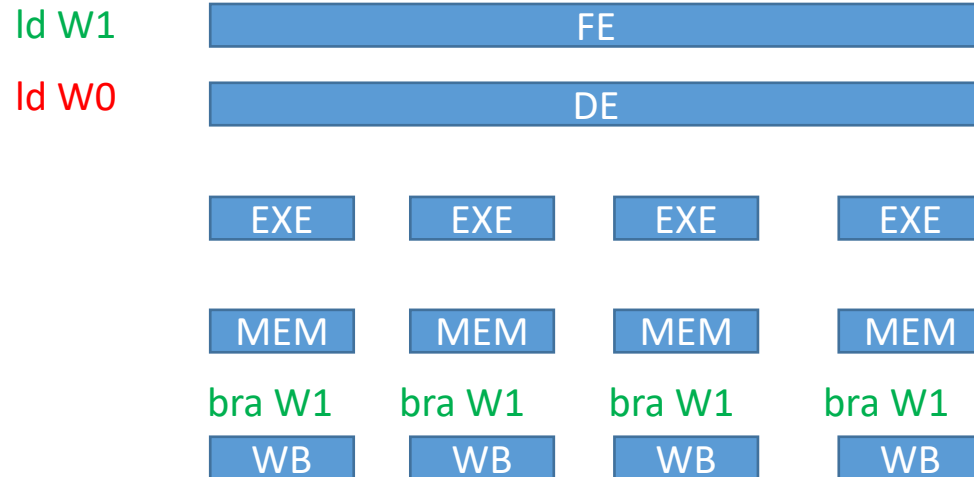 ld W1 FE
ld W0 DE
EXE EXE EXE EXE
MEM MEM MEM MEM
bra W1 bra W1 bra W1 bra W1
WB WB WB WB